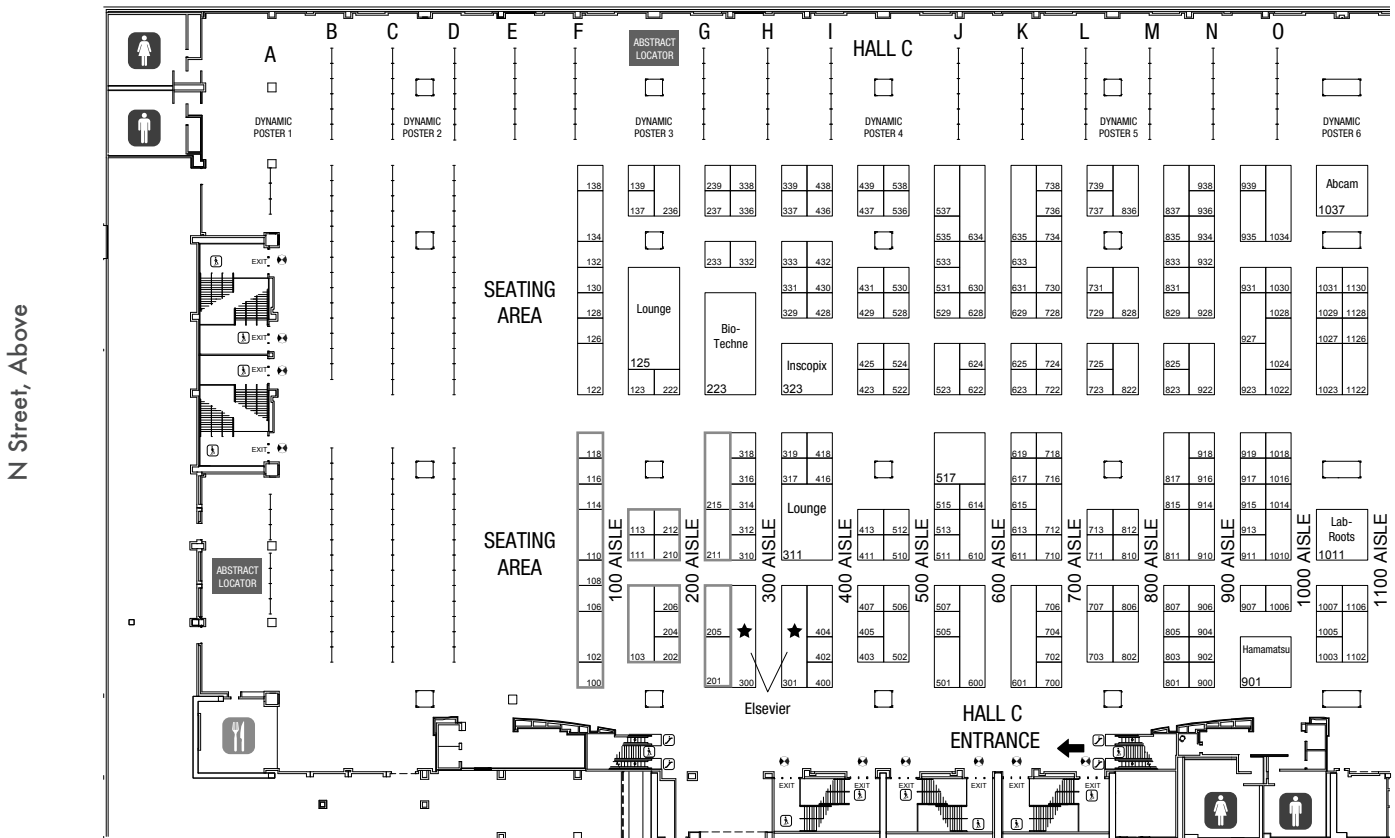 A
B
C
D
E
F
G
H
I
J
K
L
M
N
O
ABSTRACT
LOCATOR
HALL C
DYNAMIC
POSTER 1
DYNAMIC
POSTER 2
DYNAMIC
POSTER 3
DYNAMIC
POSTER 4
DYNAMIC
POSTER 5
DYNAMIC
POSTER 6
138
139
239 338
339 438
439 538
738
739
938
939
Abcam
1037
137 236
237 336
337 436
437 536
537
736
737 836
837 936
134
535 634
635 734
835 934
935 1034
EXIT
132
233 332
333 432
533
633
833 932
N Street, Above
SEATING
AREA
130
Lounge
125
331 430
431 530
531 630
631 730
731
831
931 1030
1031 1130
128
Bio-
Techne
223
329 428
429 528
529 628
629 728
729 828
829 928
1028
1029 1128
EXIT
126
927
1027 1126
EXIT
Inscopix
323
425 524
624
625 724
725
825
1024
122
123 222
423 522
523 622
623 722
723 822
823 922
923 1022
1023 1122
EXIT
118
318
319 418
619 718
918
919 1018
116
316
317 416
517
617 716
817 916
917 1016
114
215 314
Lounge
311
515 614
615
815 914
915 1014
SEATING
AREA
113 212
312
413 512
513
613 712
713 812
913
Lab-
Roots
1011
110
111 210
211 310
411 510
511 610
611 710
711 810
811 910
911 1010
100 AISLE
200 AISLE
300 AISLE
400 AISLE
500 AISLE
600 AISLE
700 AISLE
800 AISLE
900 AISLE
1000 AISLE
1100 AISLE
ABSTRACT
LOCATOR
108
106
206
407 506
507
706
707 806
807 906
907 1006
1007 1106
204
205
404
405
505
704
805 904
1005
102
103 202
402
403 502
702
703 802
803 902
Hamamatsu
901
1003 1102
100
201 300
301 400
501 600
601 700
801 900
Elsevier
HALL C
ENTRANCE
EXIT
EXIT
EXIT
EXIT
EXIT
EXIT